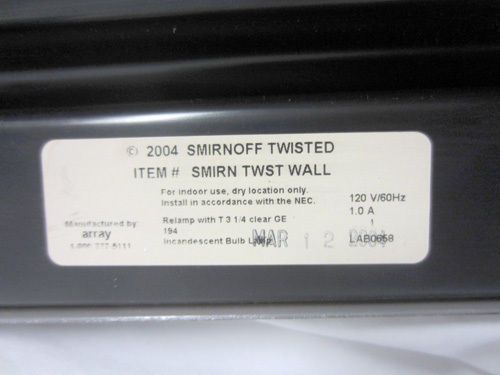 © 2004 SMIRNOFF TWISTED
ITEM # SMIRN TWST WALL
For indoor use, dry location only.
Install in accordance with the NEC.
120 V/60Hz
1.0 A
Manufactured by:
array
Relamp with T 3 1/4 clear GE
194
Incandescent Bulb
MAR 12 2004
LAB0658